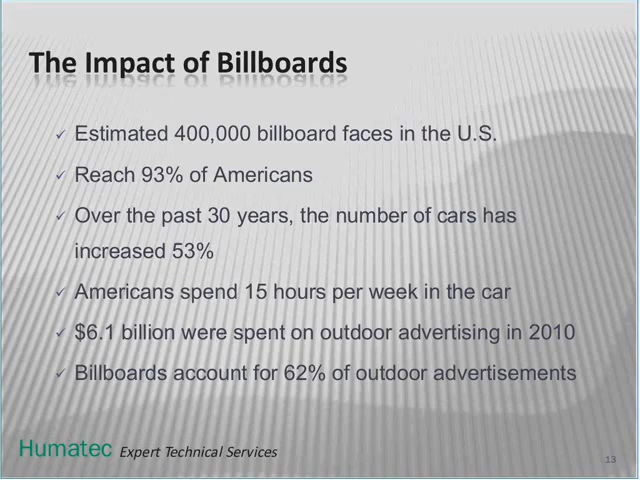 The Impact of Billboards
✓ Estimated 400,000 billboard faces in the U.S.
✓ Reach 93% of Americans
✓ Over the past 30 years, the number of cars has
increased 53%
✓ Americans spend 15 hours per week in the car
✓ $6.1 billion were spent on outdoor advertising in 2010
✓ Billboards account for 62% of outdoor advertisements
Humatec Expert Technical Services
13